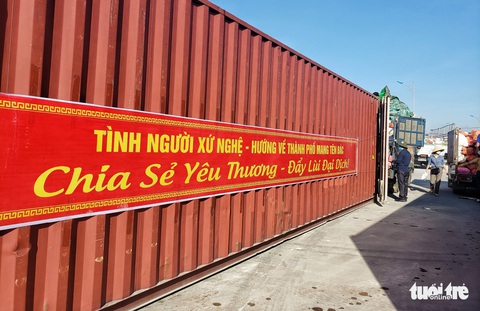 TÌNH NGƯỜI XỨ NGHỆ - HƯỚNG VỀ THÀNH PHỐ MANG TÊN BÁC
Chia Sẻ Yêu Thương - Đẩy Lùi Đại Dịch!
tuổi trẻ
online